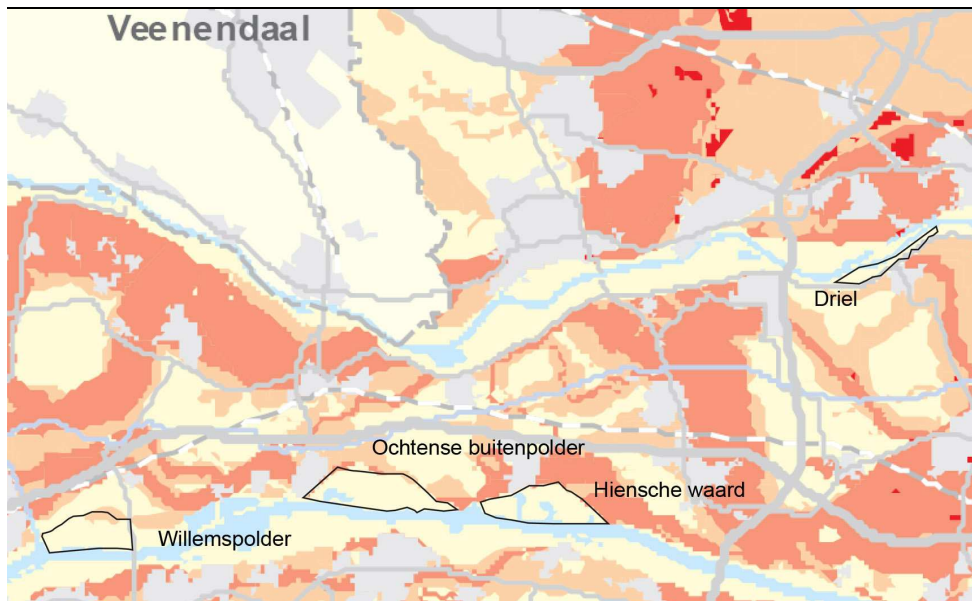 Veenendaal
Driel
Ochtense buitenpolder
Hiensche waard
Willemspolder